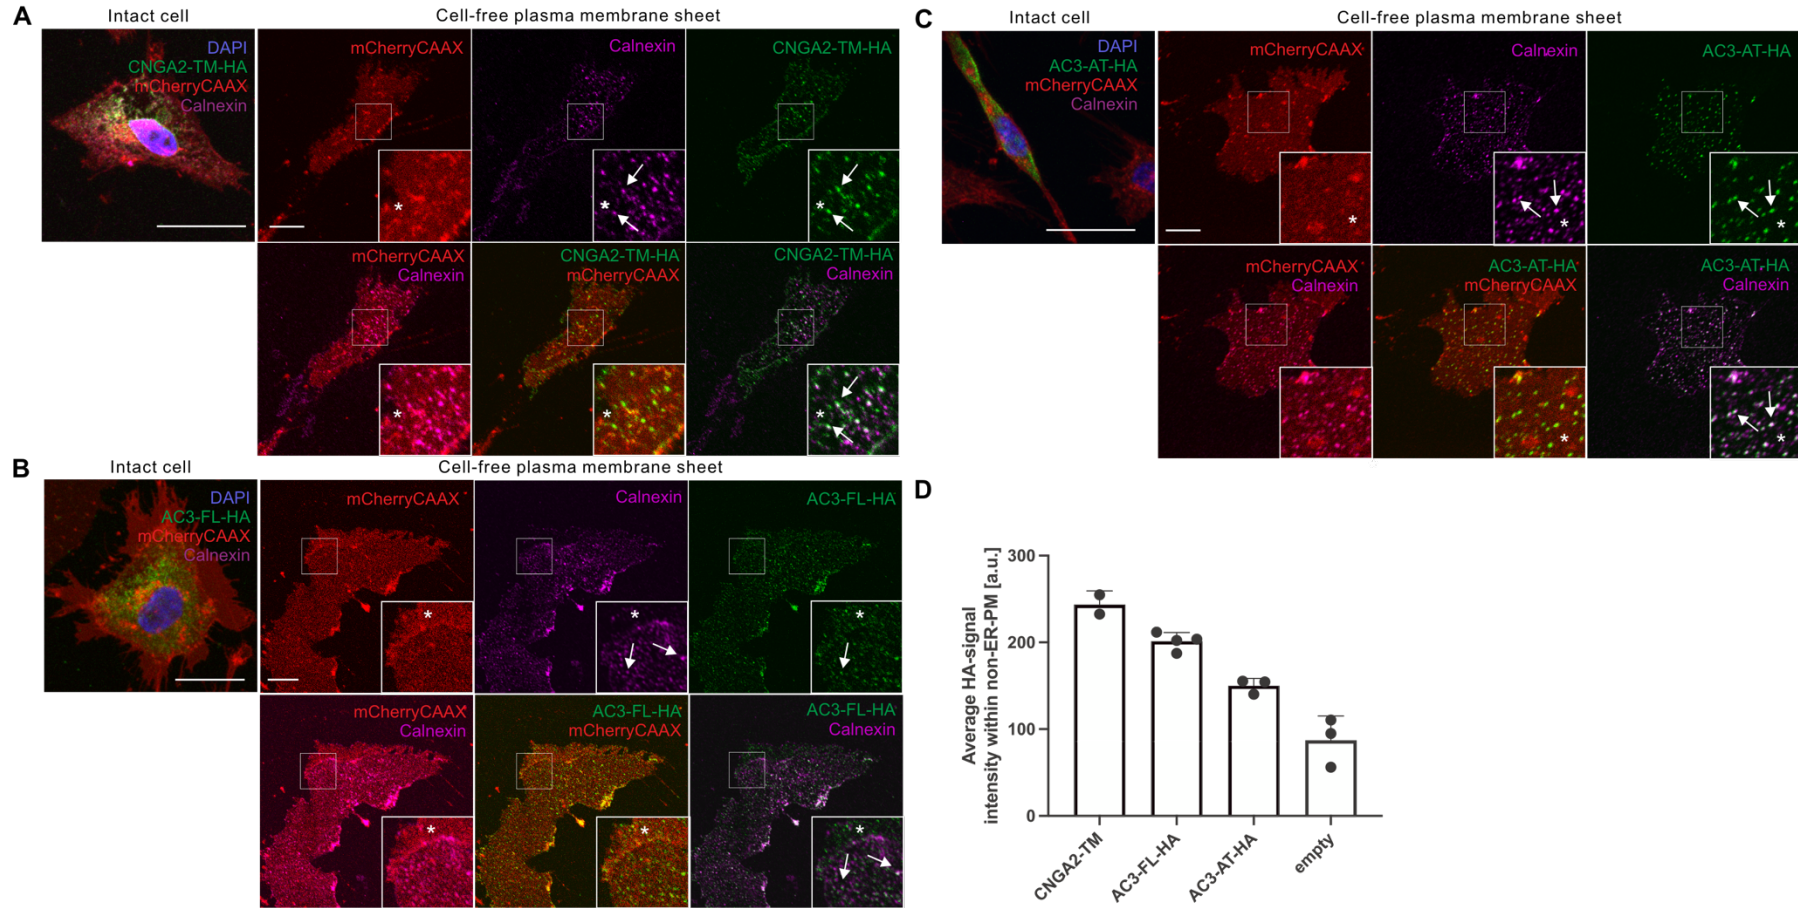 A
Intact cell
Cell-free plasma membrane sheet
DAPI
CNGA2-TM-HA
mCherryCAAX
Calnexin
mCherryCAAX
Calnexin
CNGA2-TM-HA
*
*
*
mCherryCAAX
Calnexin
CNGA2-TM-HA
mCherryCAAX
CNGA2-TM-HA
Calnexin
*
*
*
B
Intact cell
Cell-free plasma membrane sheet
DAPI
AC3-FL-HA
mCherryCAAX
Calnexin
mCherryCAAX
Calnexin
AC3-FL-HA
*
*
*
mCherryCAAX
Calnexin
AC3-FL-HA
mCherryCAAX
AC3-FL-HA
Calnexin
*
*
*
C
Intact cell
Cell-free plasma membrane sheet
DAPI
AC3-AT-HA
mCherryCAAX
Calnexin
mCherryCAAX
Calnexin
AC3-AT-HA
*
*
*
mCherryCAAX
Calnexin
AC3-AT-HA
mCherryCAAX
AC3-AT-HA
Calnexin
*
*
D
Average HA-signal
intensity within non-ER-PM [a.u.]
300
200
100
0
CNGA2-TM
AC3-FL-HA
AC3-AT-HA
empty